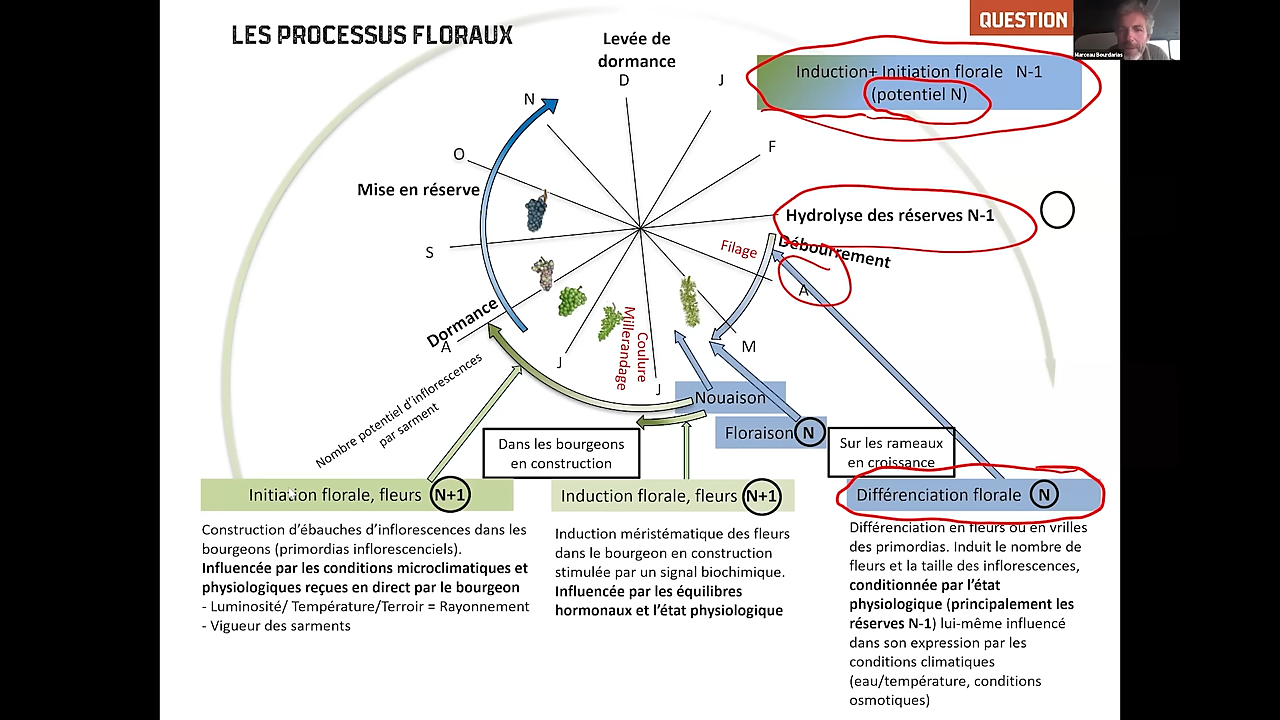 LES PROCESSUS FLORAUX
QUESTION
Marceau Bourdarias
Levée de
dormance
Induction+ Initiation florale N-1
(potentiel N)
D
J
N
F
O
Mise en réserve
Hydrolyse des réserves N-1
S
Filage
Débourrement
A
Dormance
A
M
J
J
Coulure
Millerandage
Nombre potentiel d'inflorescences
par sarment
Nouaison
Floraison N
Dans les bourgeons
en construction
Sur les rameaux
en croissance
Initiation florale, fleurs N+1
Induction florale, fleurs N+1
Différenciation florale N
Construction d'ébauches d'inflorescences dans les
bourgeons (primordias inflorescenciels).
Influencée par les conditions microclimatiques et
physiologiques reçues en direct par le bourgeon
- Luminosité/ Température/Terroir = Rayonnement
- Vigueur des sarments
Induction méristématique des fleurs
dans le bourgeon en construction
stimulée par un signal biochimique.
Influencée par les équilibres
hormonaux et l'état physiologique
Différenciation en fleurs ou en vrilles
des primordias. Induit le nombre de
fleurs et la taille des inflorescences,
conditionnée par l'état
physiologique (principalement les
réserves N-1) lui-même influencé
dans son expression par les
conditions climatiques
(eau/température, conditions
osmotiques)